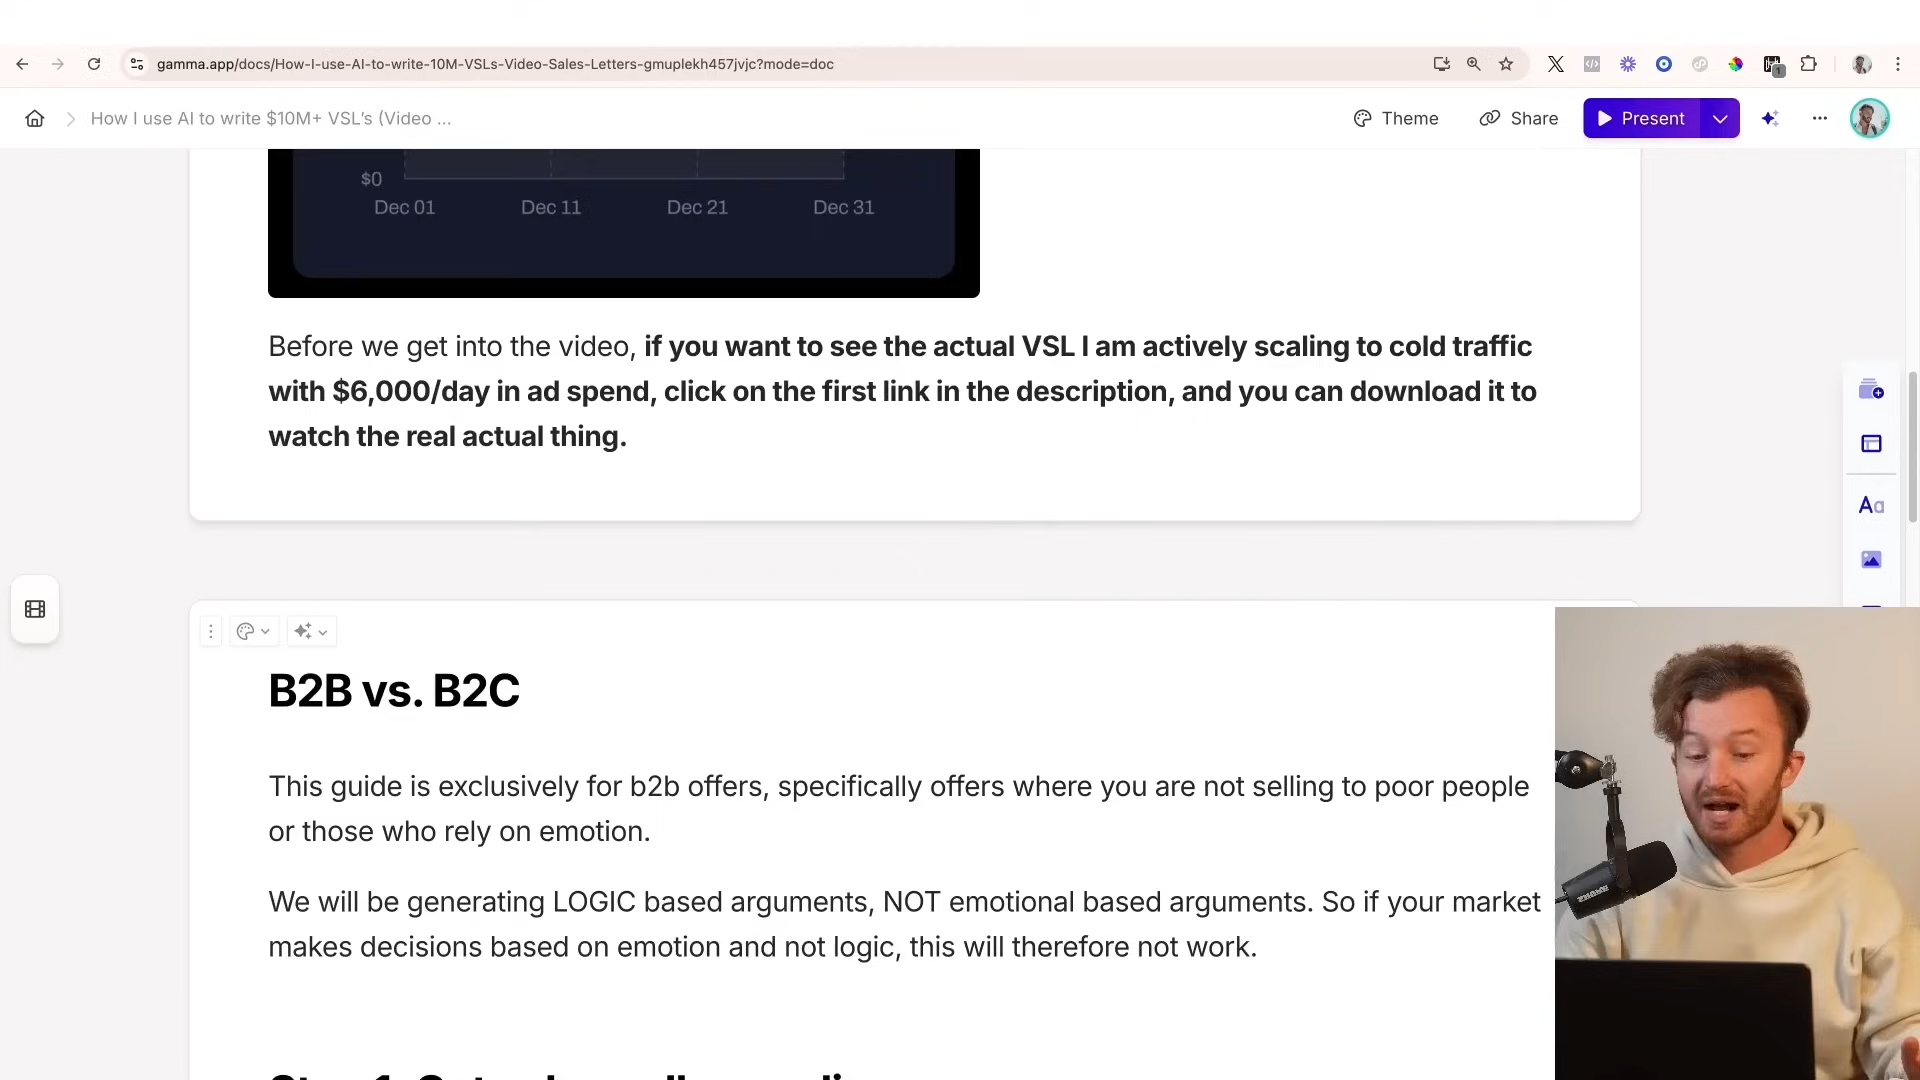 gamma.app/docs/How-I-use-AI-to-write-10M-VSLs-Video-Sales-Letters-gmuplekh457jvjc?mode=doc
1
How I use AI to write $10M+ VSL's (Video ...
Theme
Share
Present
$0
Dec 01
Dec 11
Dec 21
Dec 31
Before we get into the video, if you want to see the actual VSL I am actively scaling to cold traffic
with $6,000/day in ad spend, click on the first link in the description, and you can download it to
watch the real actual thing.
Aa
B2B vs. B2C
This guide is exclusively for b2b offers, specifically offers where you are not selling to poor people
or those who rely on emotion.
We will be generating LOGIC based arguments, NOT emotional based arguments. So if your market
makes decisions based on emotion and not logic, this will therefore not work.